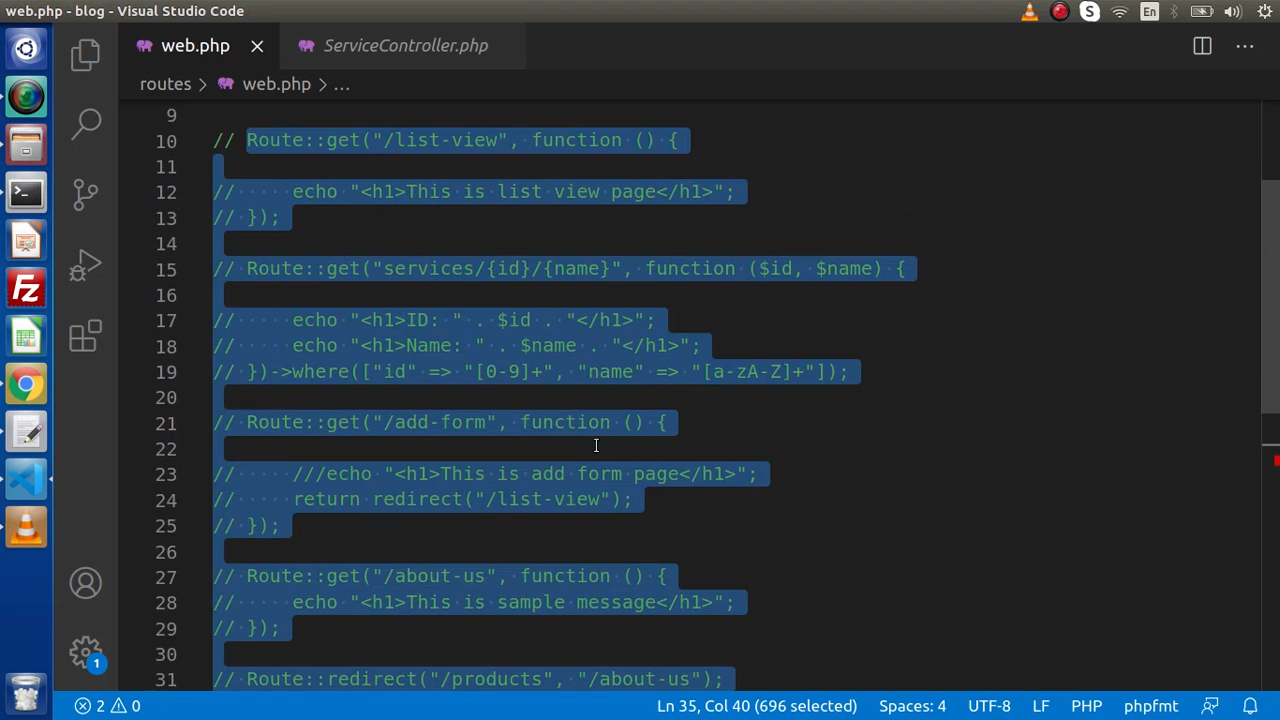 web.php - blog - Visual Studio Code
S
En
web.php
ServiceController.php
routes > web.php > ...
9
10 // Route::get("/list-view", function () {
11
12 //     echo "<h1>This is list view page</h1>";
13 // });
14
15 // Route::get("services/{id}/{name}", function ($id, $name) {
16
17 //     echo "<h1>ID: " . $id . "</h1>";
18 //     echo "<h1>Name: " . $name . "</h1>";
19 // })->where(["id" => "[0-9]+", "name" => "[a-zA-Z]+"]);
20
21 // Route::get("/add-form", function () {
22
23 //     ///echo "<h1>This is add form page</h1>";
24 //     return redirect("/list-view");
25 // });
26
27 // Route::get("/about-us", function () {
28 //     echo "<h1>This is sample message</h1>";
29 // });
30
31 // Route::redirect("/products", "/about-us");
Fz
1
2 0
Ln 35, Col 40 (696 selected)
Spaces: 4
UTF-8
LF
PHP
phpfmt